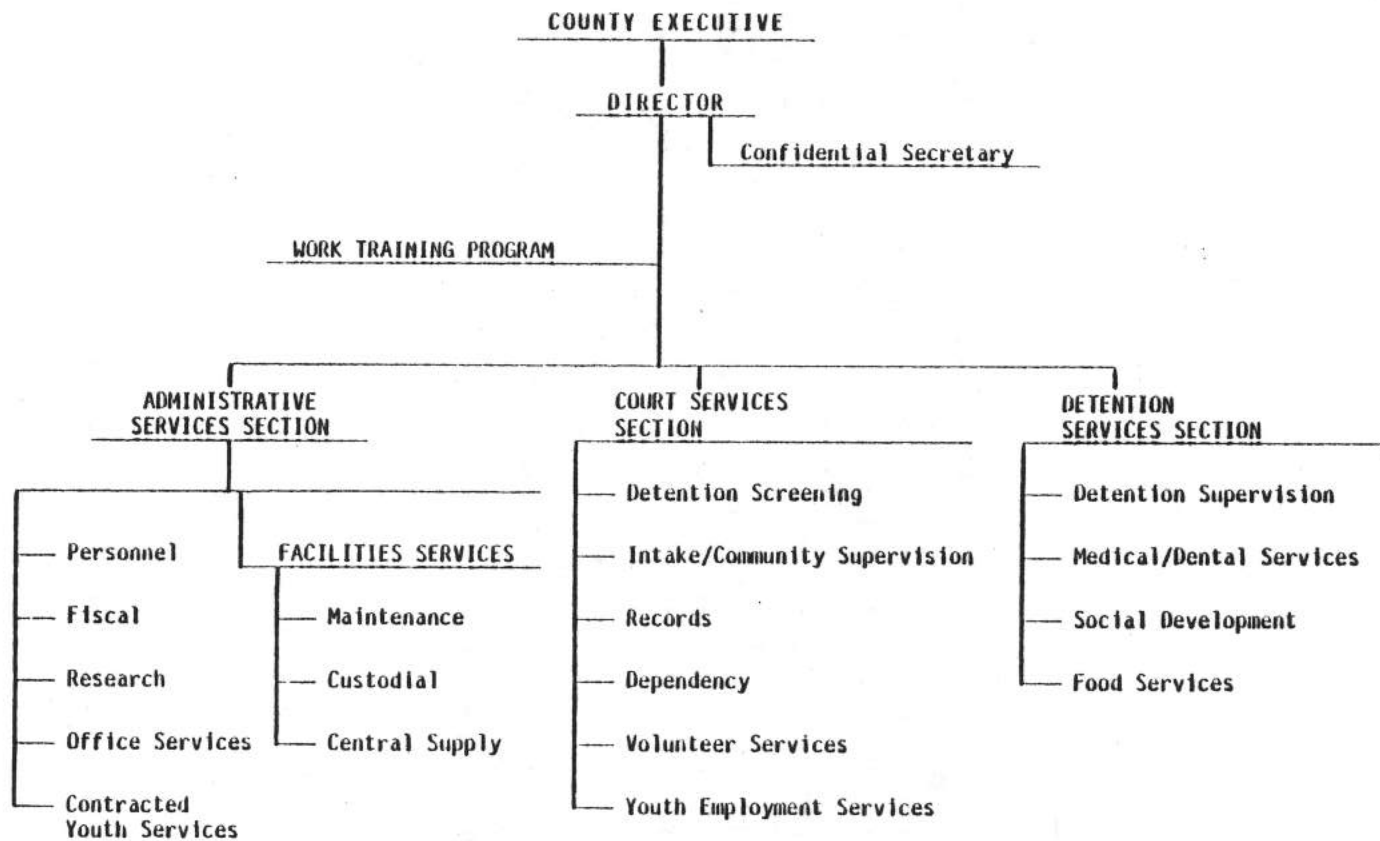 COUNTY EXECUTIVE
DIRECTOR
Confidential Secretary
WORK TRAINING PROGRAM
ADMINISTRATIVE
SERVICES SECTION
Personnel
Fiscal
Research
Office Services
Contracted
Youth Services
FACILITIES SERVICES
Maintenance
Custodial
Central Supply
COURT SERVICES
SECTION
Detention Screening
Intake/Community Supervision
Records
Dependency
Volunteer Services
Youth Employment Services
DETENTION
SERVICES SECTION
Detention Supervision
Medical/Dental Services
Social Development
Food Services